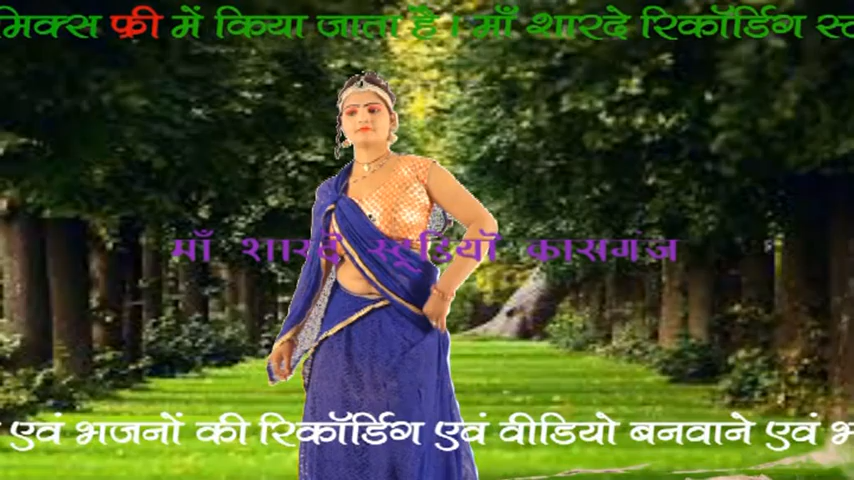 फ्री में किया जाता है । माँ शारदे रिकॉर्डिंग
माँ शारदे स्टूडियॉ कासगंज
एवं भजनों की रिकॉर्डिंग एवं वीडियो बनवाने एवं